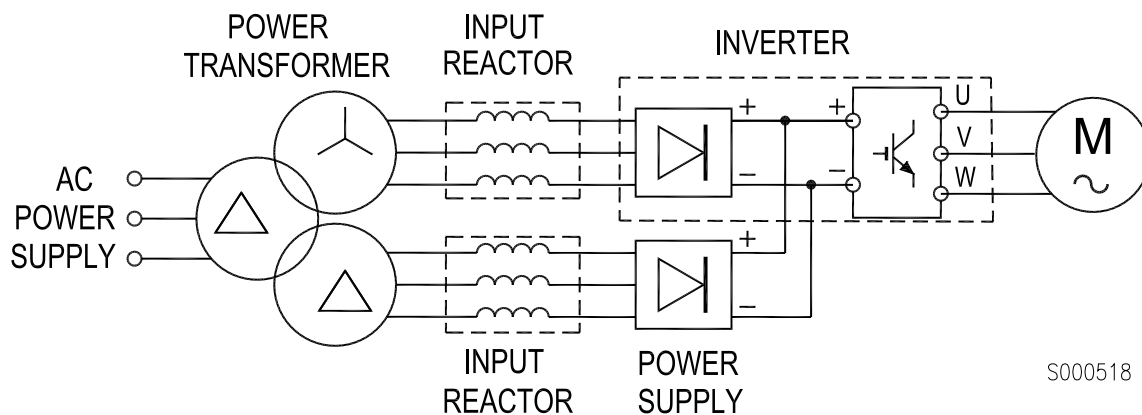 POWER
TRANSFORMER
INPUT
REACTOR
INVERTER
+
+
U
V
W
−
−
M
AC
POWER
SUPPLY
+
−
INPUT
REACTOR
POWER
SUPPLY
S000518